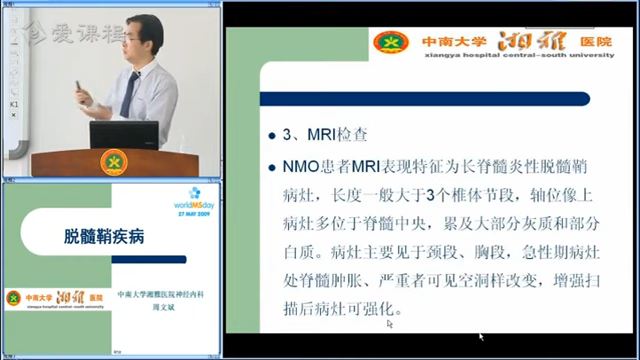 爱课程
K1
中南大学 湘雅 医院
xiangya hospital central-south university
3、MRI检查
NMO患者MRI表现特征为长脊髓炎性脱髓鞘
病灶，长度一般大于3个椎体节段，轴位像上
病灶多位于脊髓中央，累及大部分灰质和部分
白质。病灶主要见于颈段、胸段，急性期病灶
处脊髓肿胀、严重者可见空洞样改变，增强扫
描后病灶可强化。
worldMSday
27 MAY 2009
脱髓鞘疾病
中南大学 湘雅 医院
xiangya hospital central-south university
中南大学湘雅医院神经内科
周文斌